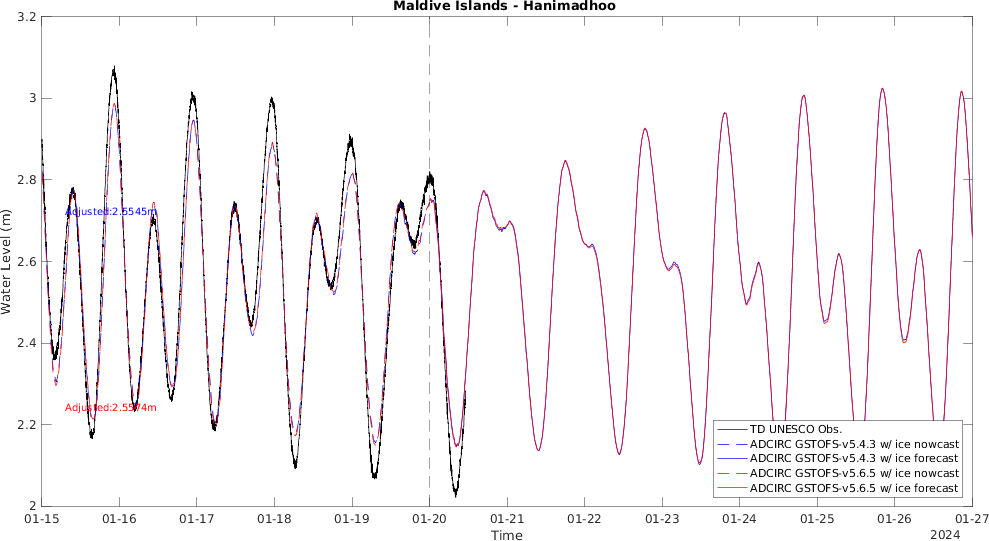 Maldive Islands - Hanimadhoo
3.2
3
2.8
2.6
2.4
2.2
2
Water Level (m)
Adjusted:2.5545m
Adjusted:2.5574m
TD UNESCO Obs.
ADCIRC GSTOFS-v5.4.3 w/ ice nowcast
ADCIRC GSTOFS-v5.4.3 w/ ice forecast
ADCIRC GSTOFS-v5.6.5 w/ ice nowcast
ADCIRC GSTOFS-v5.6.5 w/ ice forecast
01-15 01-16 01-17 01-18 01-19 01-20 01-21 01-22 01-23 01-24 01-25 01-26 01-27
Time
2024